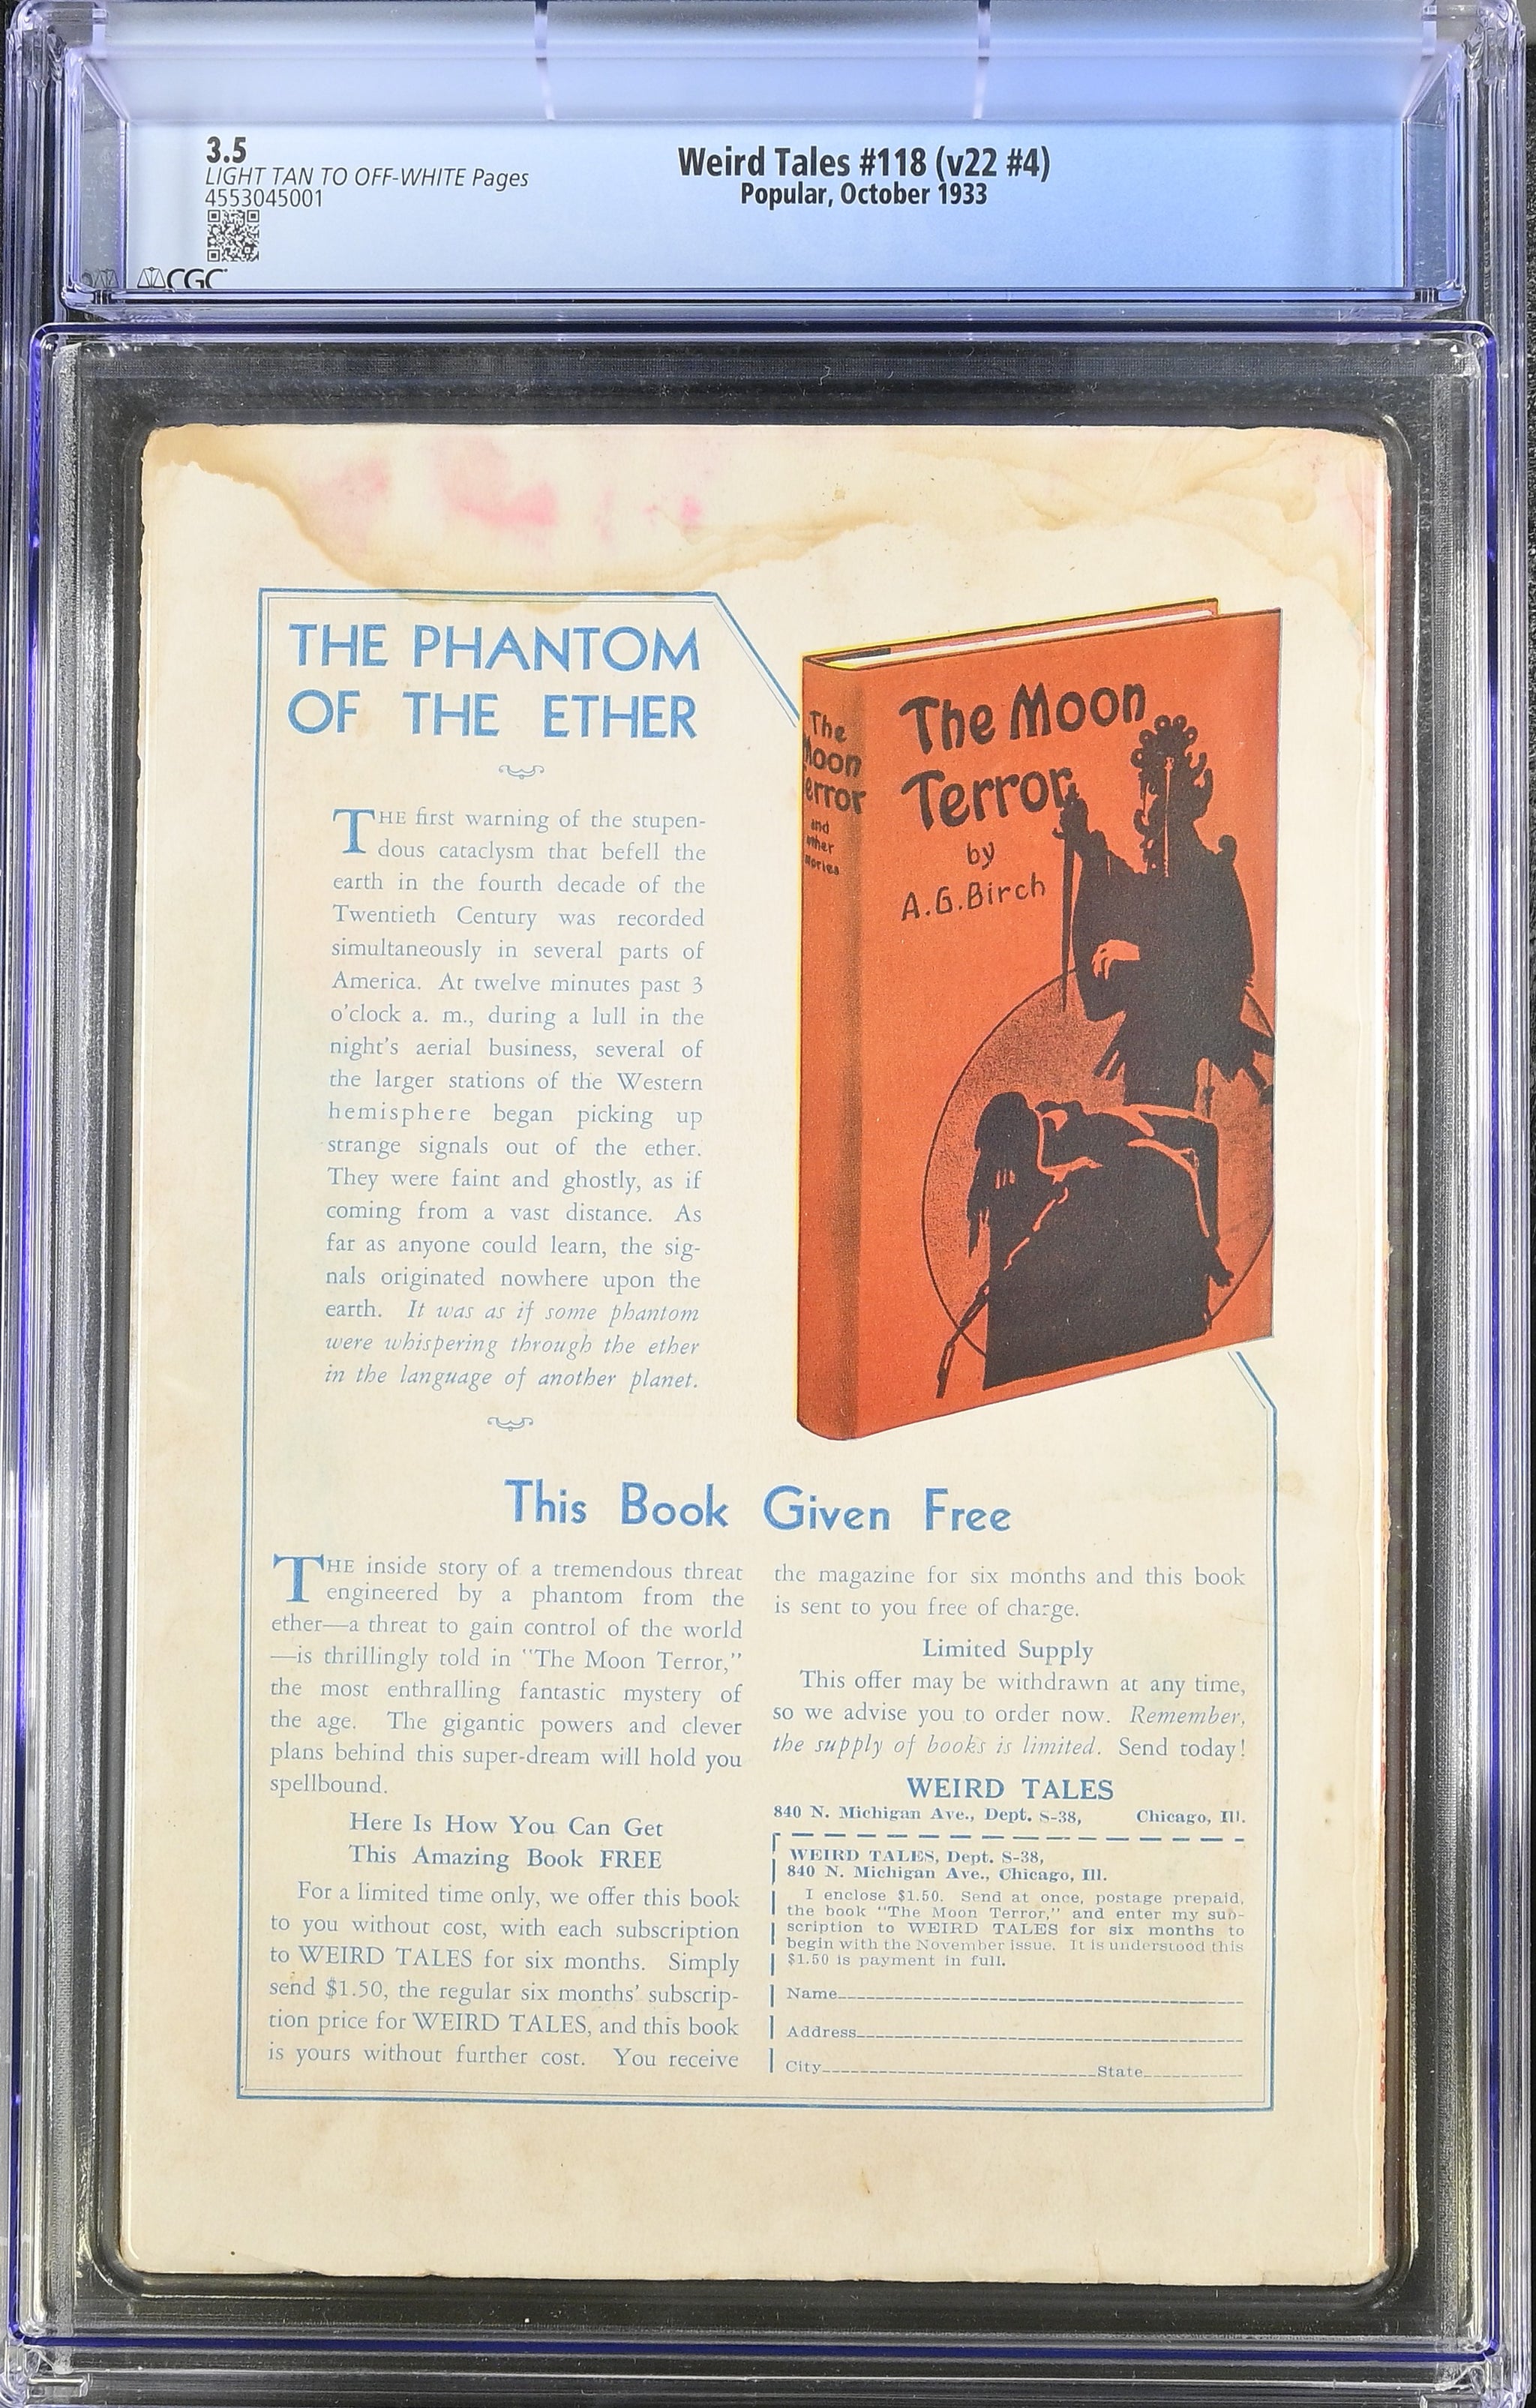 3.5
LIGHT TAN TO OFF-WHITE Pages
4553045001
CGC
Weird Tales #118 (v22 #4)
Popular, October 1933
THE PHANTOM
OF THE ETHER
THE first warning of the stupen-
dous cataclysm that befell the
earth in the fourth decade of the
Twentieth Century was recorded
simultaneously in several parts of
America. At twelve minutes past 3
o'clock a. m., during a lull in the
night's aerial business, several of
the larger stations of the Western
hemisphere began picking up
strange signals out of the ether.
They were faint and ghostly, as if
coming from a vast distance. As
far as anyone could learn, the sig-
nals originated nowhere upon the
earth. It was as if some phantom
were whispering through the ether
in the language of another planet.
The
Moon
Terror
and
other
stories
The Moon
Terror
by
A.G.Birch
This Book Given Free
THE inside story of a tremendous threat
engineered by a phantom from the
ether—a threat to gain control of the world
—is thrillingly told in "The Moon Terror,"
the most enthralling fantastic mystery of
the age. The gigantic powers and clever
plans behind this super-dream will hold you
spellbound.
Here Is How You Can Get
This Amazing Book FREE
For a limited time only, we offer this book
to you without cost, with each subscription
to WEIRD TALES for six months. Simply
send $1.50, the regular six months' subscrip-
tion price for WEIRD TALES, and this book
is yours without further cost. You receive
the magazine for six months and this book
is sent to you free of charge.
Limited Supply
This offer may be withdrawn at any time,
so we advise you to order now. Remember,
the supply of books is limited. Send today!
WEIRD TALES
840 N. Michigan Ave., Dept. S-38, Chicago, Ill.
WEIRD TALES, Dept. S-38,
840 N. Michigan Ave., Chicago, Ill.
I enclose $1.50. Send at once, postage prepaid,
the book "The Moon Terror," and enter my sub-
scription to WEIRD TALES for six months to
begin with the November issue. It is understood this
$1.50 is payment in full.
Name
Address
City State